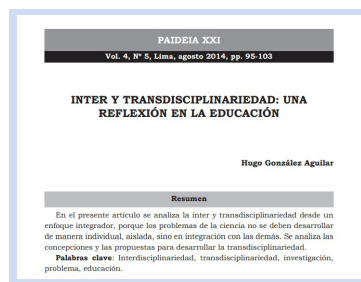 PAIDEIA XXI
Vol. 4, Nº 5, Lima, agosto 2014, pp. 95-103
INTER Y TRANSDISCIPLINARIEDAD: UNA
REFLEXIÓN EN LA EDUCACIÓN
Hugo González Aguilar
Resumen
En el presente artículo se analiza la inter y transdisciplinariedad desde un
enfoque integrador, porque los problemas de la ciencia no se deben desarrollar
de manera individual, aislada, sino en integración con las demás. Se analiza las
concepciones y las propuestas para desarrollar la transdisciplinariedad.
Palabras clave: Interdisciplinariedad, transdisciplinariedad, investigación,
problema, educación.